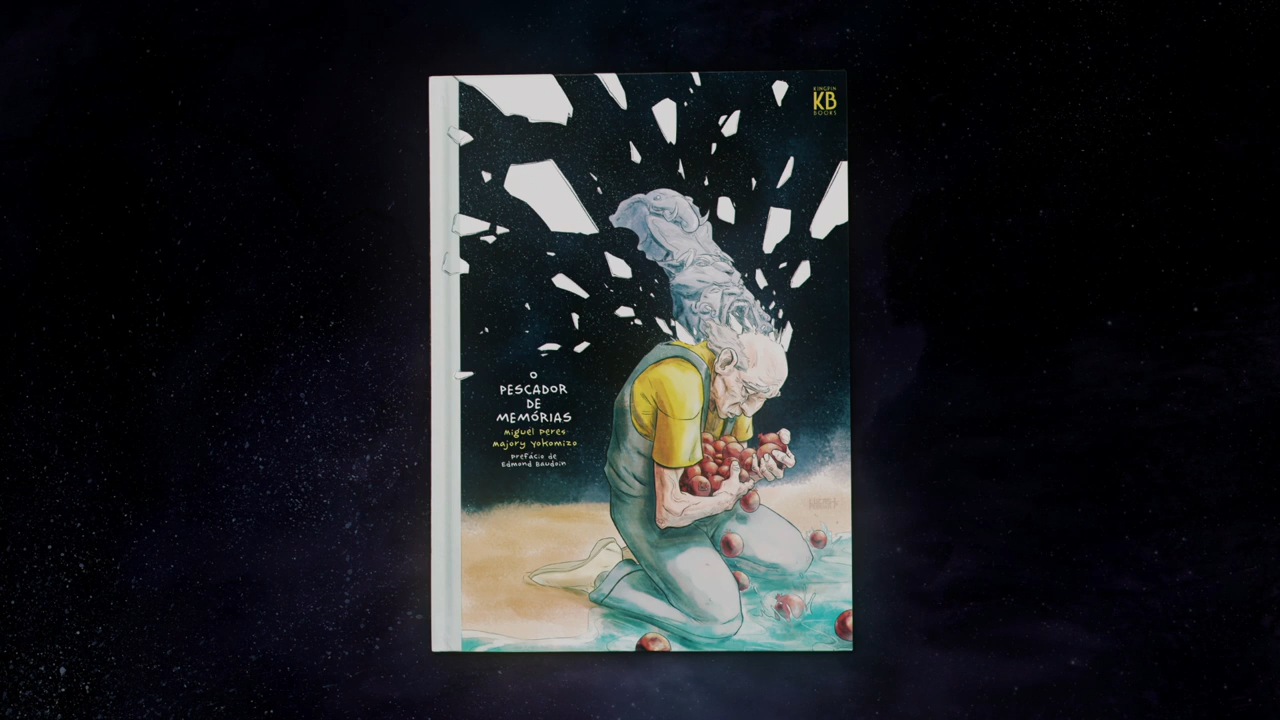 KINGPIN
KB
BOOKS
O
PESCADOR
DE
MEMÓRIAS
miguel peres
majory yokomizo
prefácio de
Edmond Baudoin